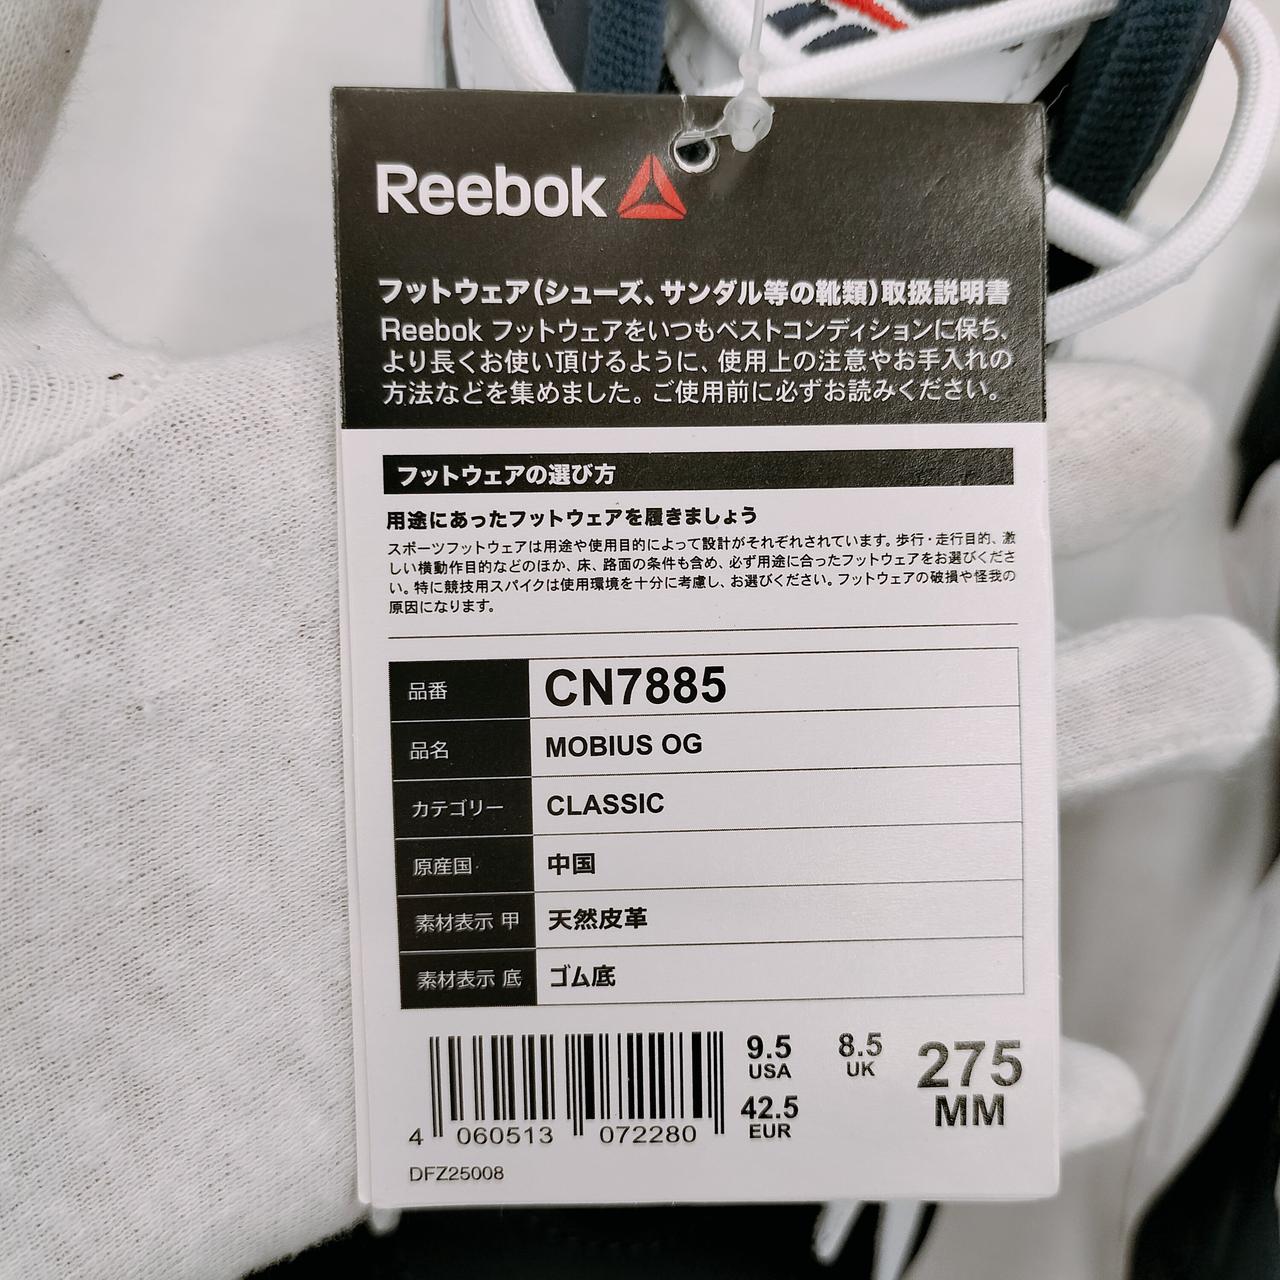 Reebok
フットウェア(シューズ、サンダル等の靴類)取扱説明書
Reebok フットウェアをいつもベストコンディションに保ち、
より長くお使い頂けるように、使用上の注意やお手入れの
方法などを集めました。ご使用前に必ずお読みください。
フットウェアの選び方
用途にあったフットウェアを履きましょう
スポーツフットウェアは用途や使用目的によって設計がそれぞれされています。歩行・走行目的、激
しい横動作目的などのほか、床、路面の条件も含め、必ず用途に合ったフットウェアをお選びくださ
い。特に競技用スパイクは使用環境を十分に考慮し、お選びください。フットウェアの破損や怪我の
原因になります。
品番 CN7885
品名 MOBIUS OG
カテゴリー CLASSIC
原産国 中国
素材表示 甲 天然皮革
素材表示 底 ゴム底
9.5 USA 8.5 UK 275 MM
42.5 EUR
4 060513 072280
DFZ25008